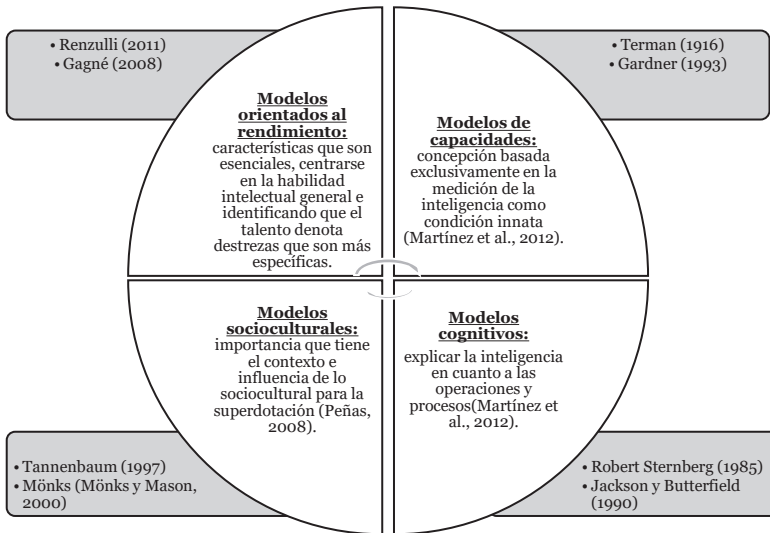 • Renzulli (2011)
• Gagné (2008)
Modelos
orientados al
rendimiento:
características que son
esenciales, centrarse
en la habilidad
intelectual general e
identificando que el
talento denota
destrezas que son más
específicas.
• Terman (1916)
• Gardner (1993)
Modelos de
capacidades:
concepción basada
exclusivamente en la
medición de la
inteligencia como
condición innata
(Martínez et al., 2012).
Modelos
socioculturales:
importancia que tiene
el contexto e
influencia de lo
sociocultural para la
superdotación (Peñas,
2008).
• Tannenbaum (1997)
• Mönks (Mönks y Mason,
2000)
Modelos
cognitivos:
explicar la inteligencia
en cuanto a las
operaciones y
procesos(Martínez et
al., 2012).
• Robert Sternberg (1985)
• Jackson y Butterfield
(1990)